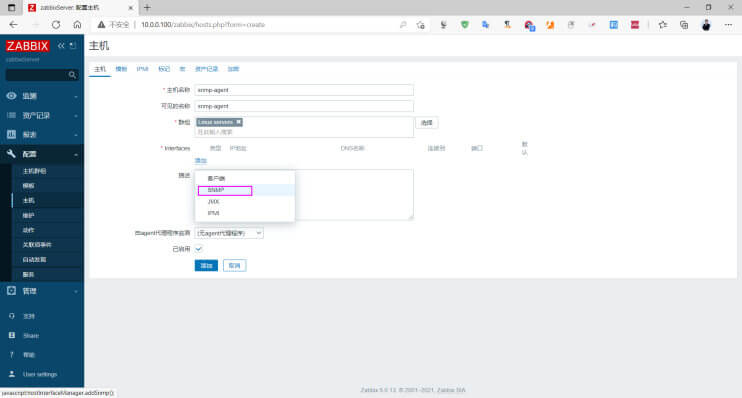 zabbixServer: 配置主机
不安全 | 10.0.0.100/zabbix/hosts.php?form=create
ZABBIX
zabbixServer
主机
主机 模板 IPMI 标记 宏 资产记录 加密
* 主机名称 snmp-agent
可见的名称 snmp-agent
* 群组 Linux servers 选择
在此输入搜索
* Interfaces 类型 IP地址 DNS名称 连接到 端口 默认
添加
描述
客户端
SNMP
JMX
IPMI
由agent代理程序监测 (无agent代理程序)
已启用
添加 取消
监测
资产记录
报表
配置
主机群组
模板
主机
维护
动作
关联项事件
自动发现
服务
管理
支持
Share
帮助
User settings
javascript:hostInterfaceManager.addSnmp();
Zabbix 5.0.12. © 2001–2021, Zabbix SIA